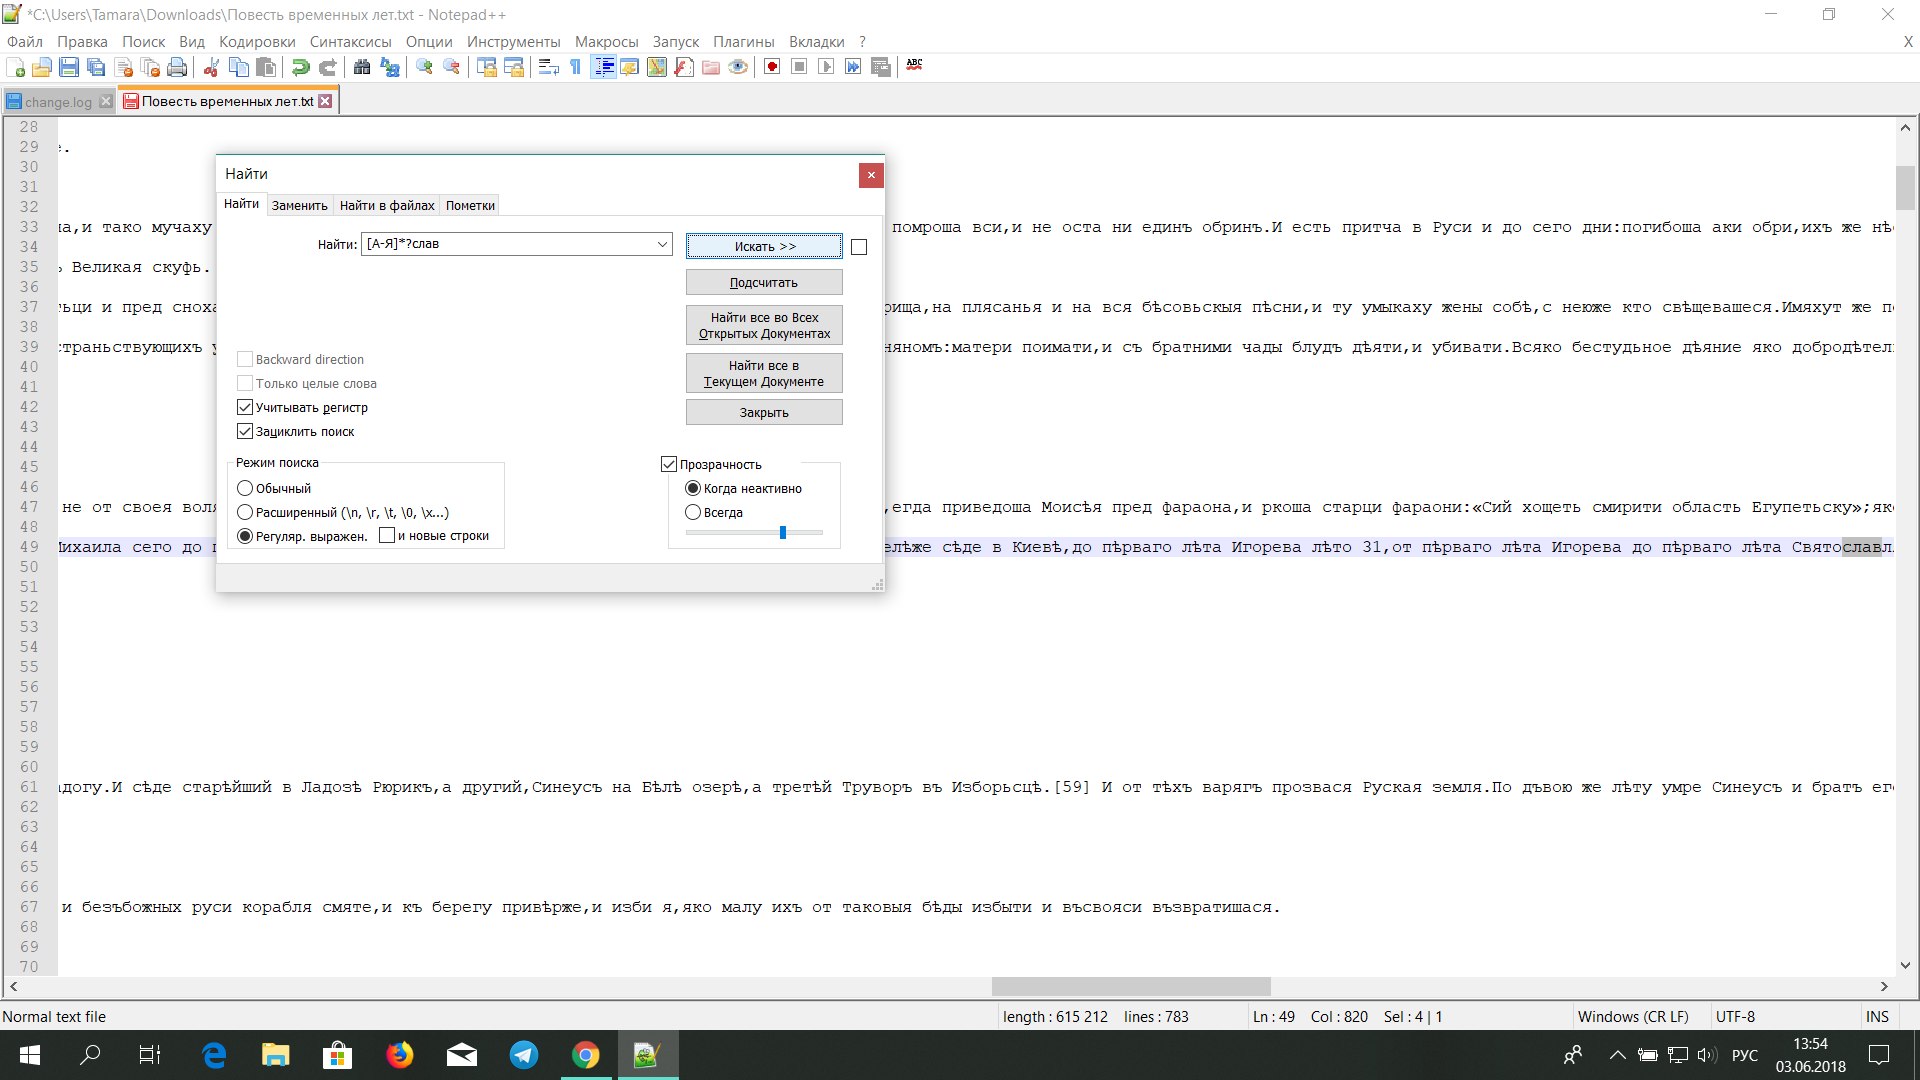 *C:\Users\Tamara\Downloads\Повесть временных лет.txt - Notepad++
Файл Правка Поиск Вид Кодировки Синтаксисы Опции Инструменты Макросы Запуск Плагины Вкладки ? X
ABC
change.log Повесть временных лет.txt
28
29 .
30
31
32
33 на,и тако мучаху помроша вси,и не оста ни единъ обринъ.И есть притча в Руси и до сего дни:погибоша аки обри,ихъ же
34
35 Великая скуфь.
36
37 и пред на плясанья и на вся бѣсовьскыя пѣсни,и ту умыкаху жены собѣ,с неюже кто свѣщевашеся.Имяхут же
38
39 матери поимати,и съ братними чады блудъ дѣяти,и убивати.Всяко бестудьное дѣяние яко
40
41
42
43
44
45
46
47 не от своея егда приведоша Моисѣя пред фараона,и ркоша старци фараони:«Сий хощеть смирити область Египетьску»;
48
49 Михаила сего до сѣде в Киевѣ,до пѣрваго лѣта Игорева лѣто 31,от пѣрваго лѣта Игорева до пѣрваго лѣта Святославл
50
51
52
53
54
55
56
57
58
59
60
61 адогу.И сѣде старѣйший в Ладозѣ Рюрикъ,а другий,Синеусъ на Бѣлѣ озерѣ,а третѣй Труворъ въ Изборьсцѣ.[59] И от тѣхъ варягъ прозвася Руская земля.По дъвою же лѣту умре Синеусъ и братъ
62
63
64
65
66
67 и безъбожных руси корабля смяте,и къ берегу привѣрже,и изби я,яко малу ихъ от таковыя бѣды избыти и въсвояси възвратишася.
68
69
70
Найти
Найти Заменить Найти в файлах Пометки
Найти: [А-Я]*?слав Искать >>
Подсчитать
Найти все во Всех
Открытых Документах
Найти все в
Текущем Документе
Закрыть
Backward direction
Только целые слова
Учитывать регистр
Зациклить поиск
Режим поиска
Обычный
Расширенный (\n, \r, \t, \0, \x...)
Регуляр. выражен. и новые строки
Прозрачность
Когда неактивно
Всегда
Normal text file length : 615 212 lines : 783 Ln : 49 Col : 820 Sel : 4 | 1 Windows (CR LF) UTF-8 INS
РУС 13:54
03.06.2018